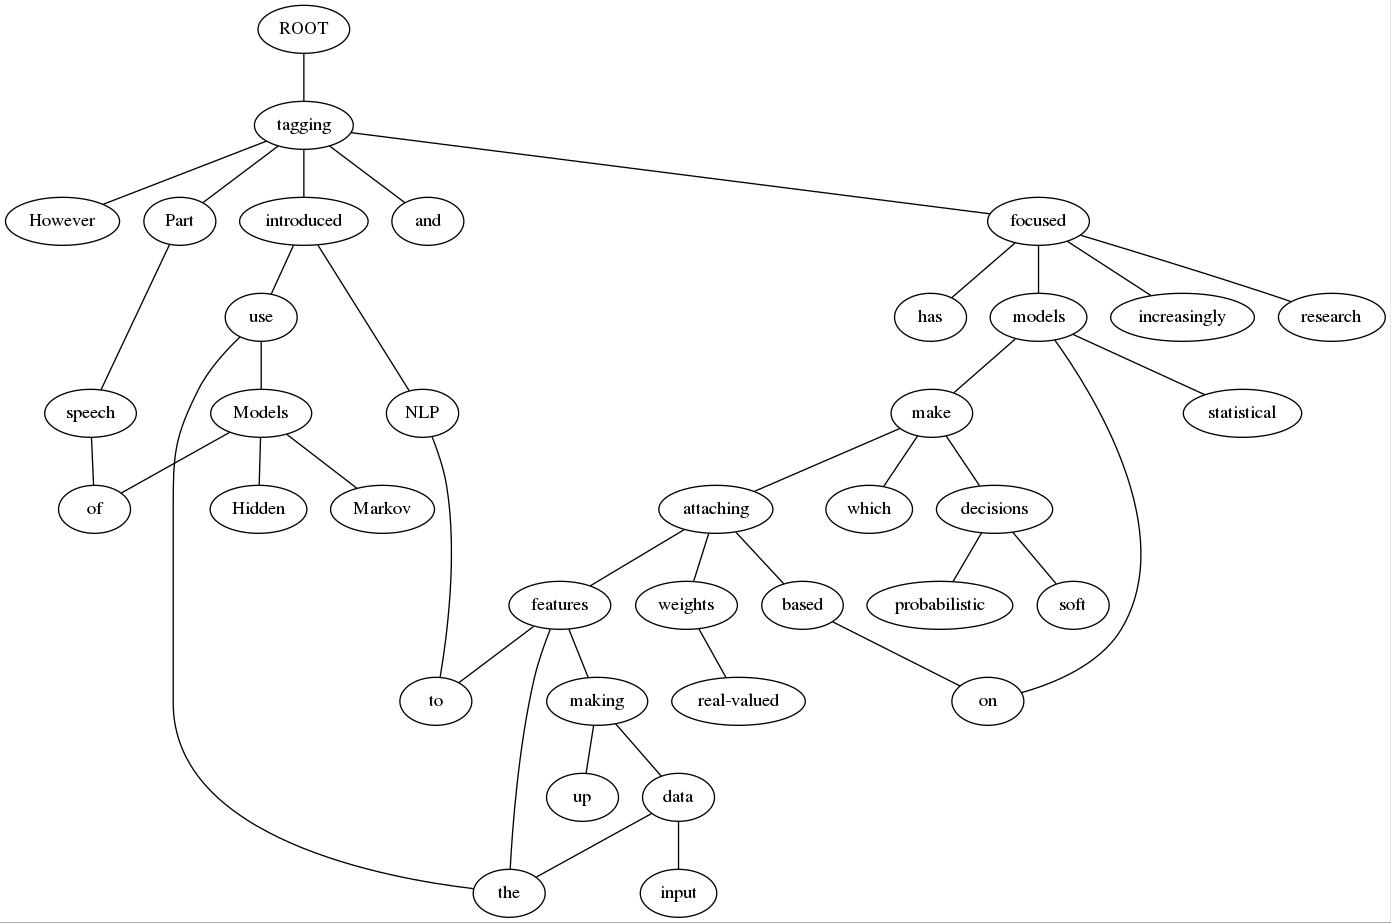 ROOT
tagging
However Part introduced and focused
use has models increasingly research
speech Models NLP make statistical
of Hidden Markov attaching which decisions
features weights based probabilistic soft
to making real-valued on
up data
the input